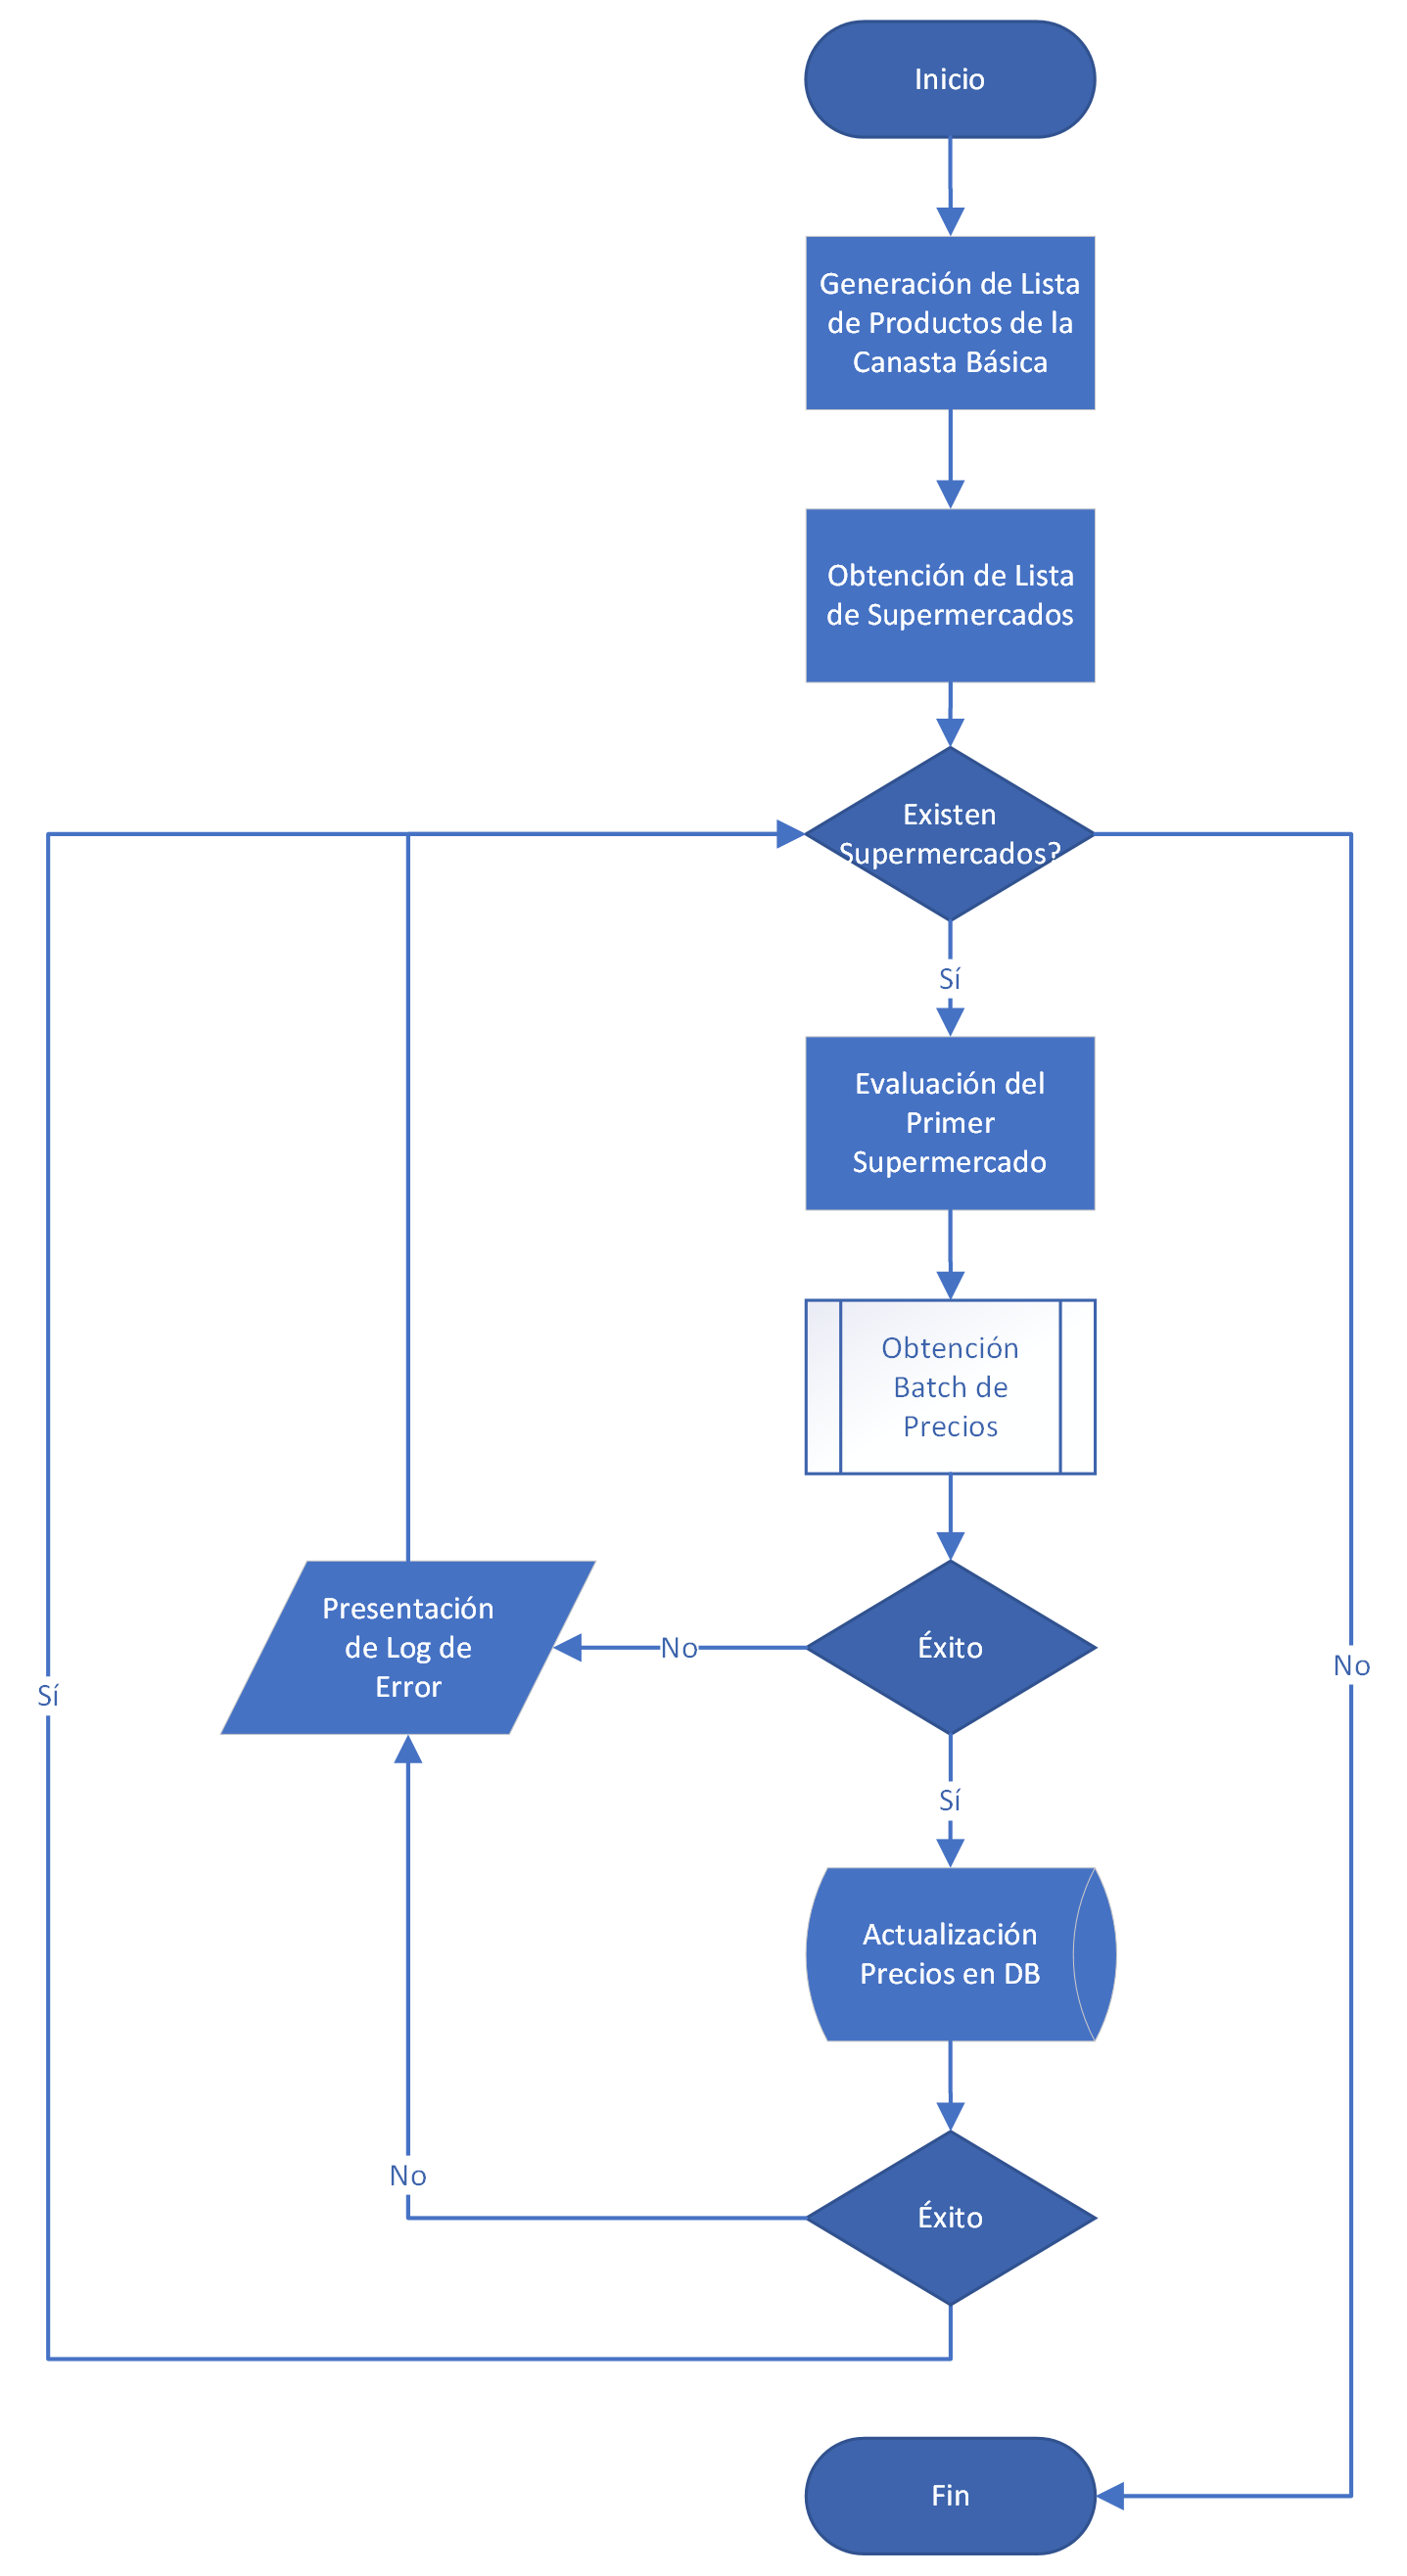 Inicio
Generación de Lista
de Productos de la
Canasta Básica
Obtención de Lista
de Supermercados
Existen
Supermercados?
Sí
Evaluación del
Primer
Supermercado
Obtención
Batch de
Precios
Presentación
de Log de
Error
No
Éxito
No
Sí
Sí
Actualización
Precios en DB
No
Éxito
Fin